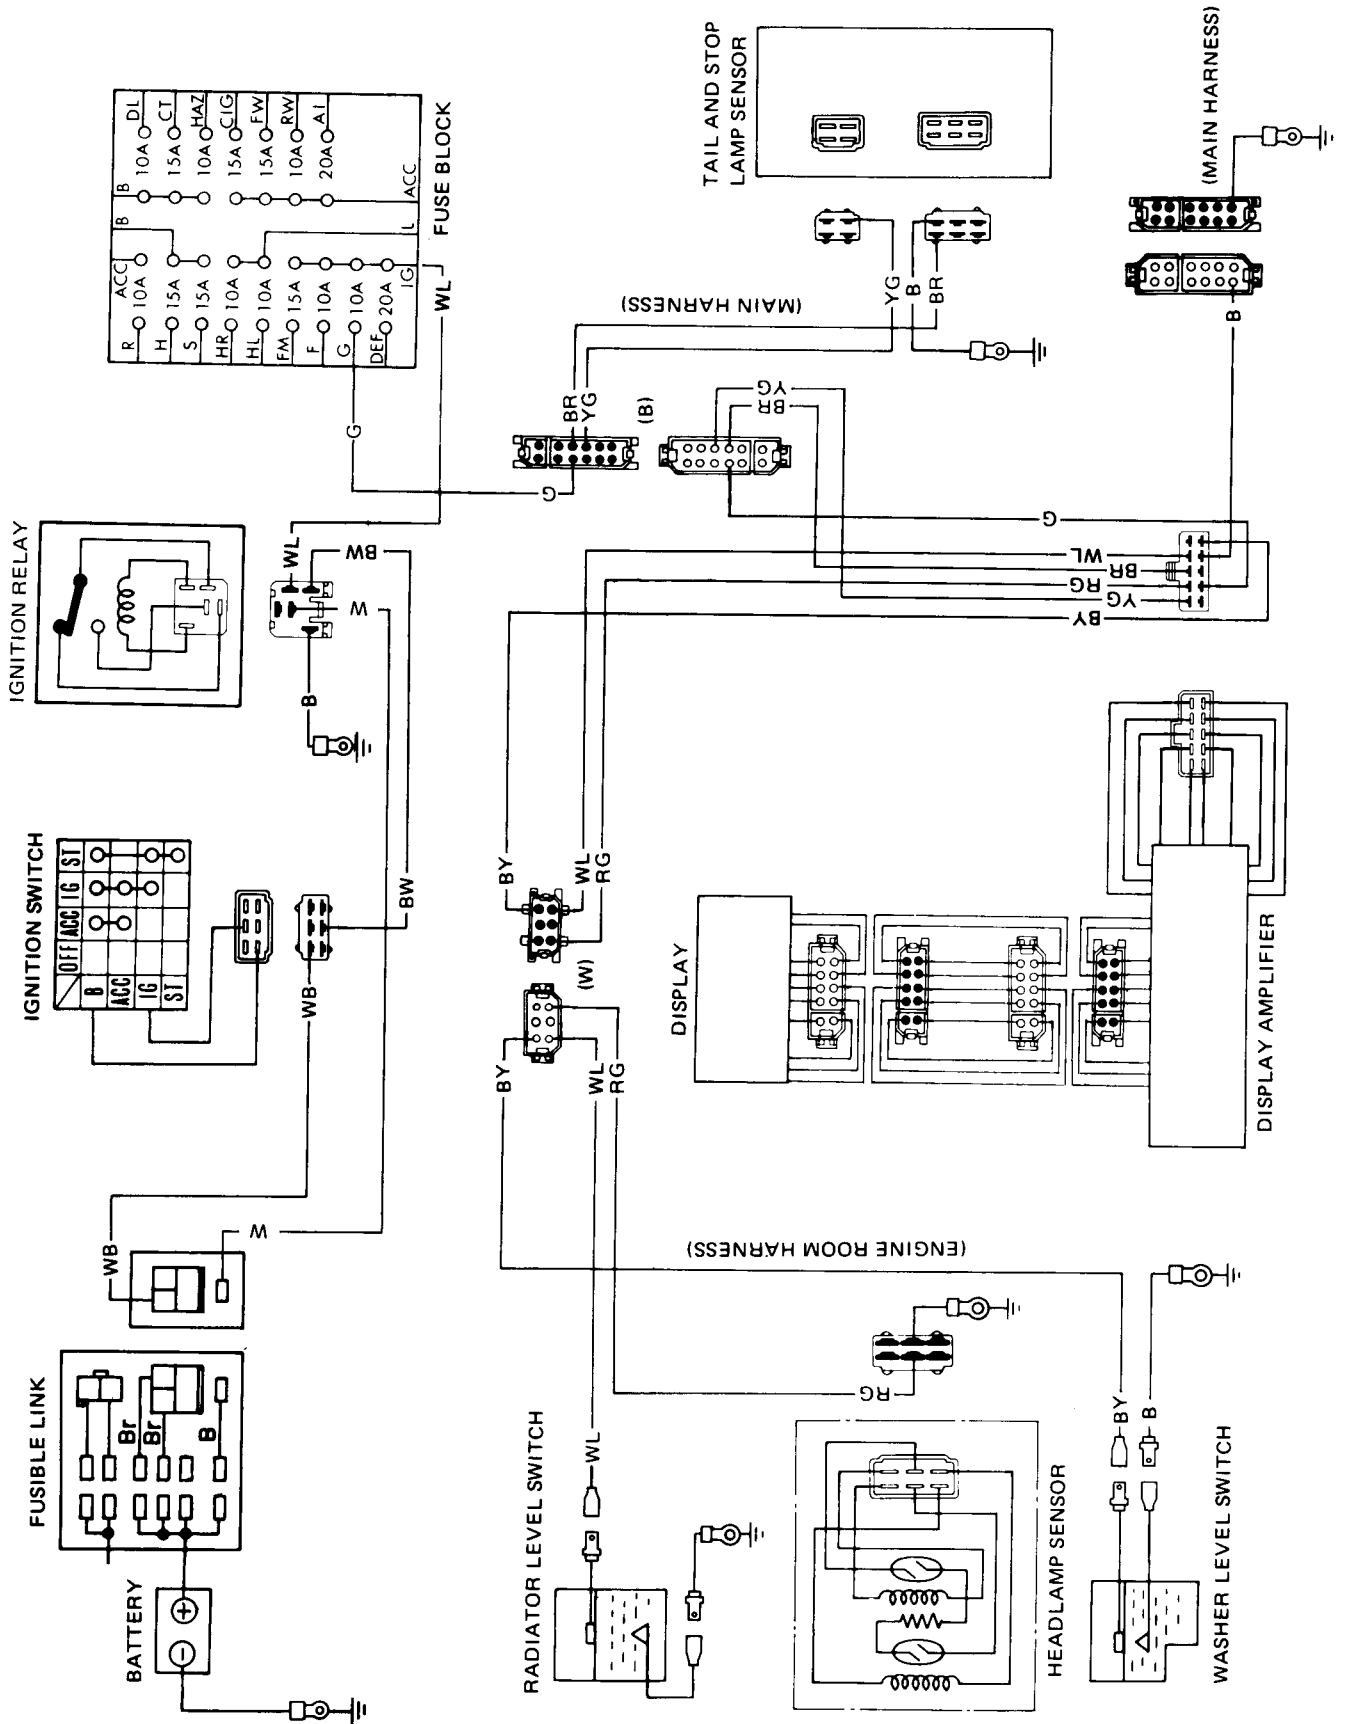 IGNITION RELAY
IGNITION SWITCH
OFF ACC IG ST
B
ACC
IG
ST
FUSIBLE LINK
Br
Br
B
BATTERY
+
-
WB
W
WB
BW
BW
W
WL
B
WL
FUSE BLOCK
R 10A ACC
H 15A B
S 15A
HR 10A
HL 10A L
FM 15A
F 10A
G 10A
DEF 20A IG
B 10A DL
15A CT
10A HAZ
15A CIG
15A FW
10A RW
ACC 20A AI
G
G
BR
YG
(B)
YG
BR
(MAIN HARNESS)
YG
B
BR
TAIL AND STOP
LAMP SENSOR
(MAIN HARNESS)
B
G
WL
BR
RG
YG
BY
BY
WL
RG
(W)
BY
WL
RG
DISPLAY
DISPLAY AMPLIFIER
(ENGINE ROOM HARNESS)
RG
WL
RADIATOR LEVEL SWITCH
HEADLAMP SENSOR
BY
B
WASHER LEVEL SWITCH